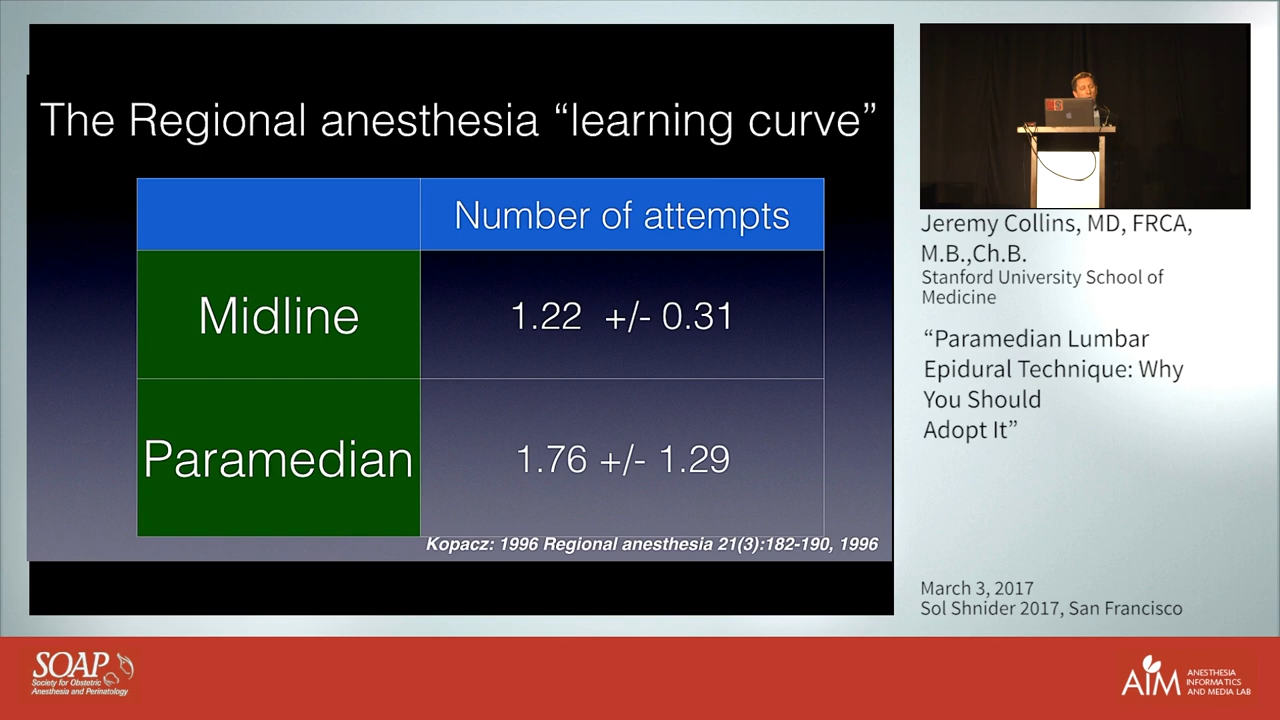 The Regional anesthesia “learning curve”
Number of attempts
Midline
1.22 +/- 0.31
Paramedian
1.76 +/- 1.29
Kopacz: 1996 Regional anesthesia 21(3):182-190, 1996
Jeremy Collins, MD, FRCA,
M.B.,Ch.B.
Stanford University School of
Medicine
“Paramedian Lumbar
Epidural Technique: Why
You Should
Adopt It”
March 3, 2017
Sol Shnider 2017, San Francisco
SOAP
Society for Obstetric
Anesthesia and Perinatology
AIM
ANESTHESIA
INFORMATICS
AND MEDIA LAB